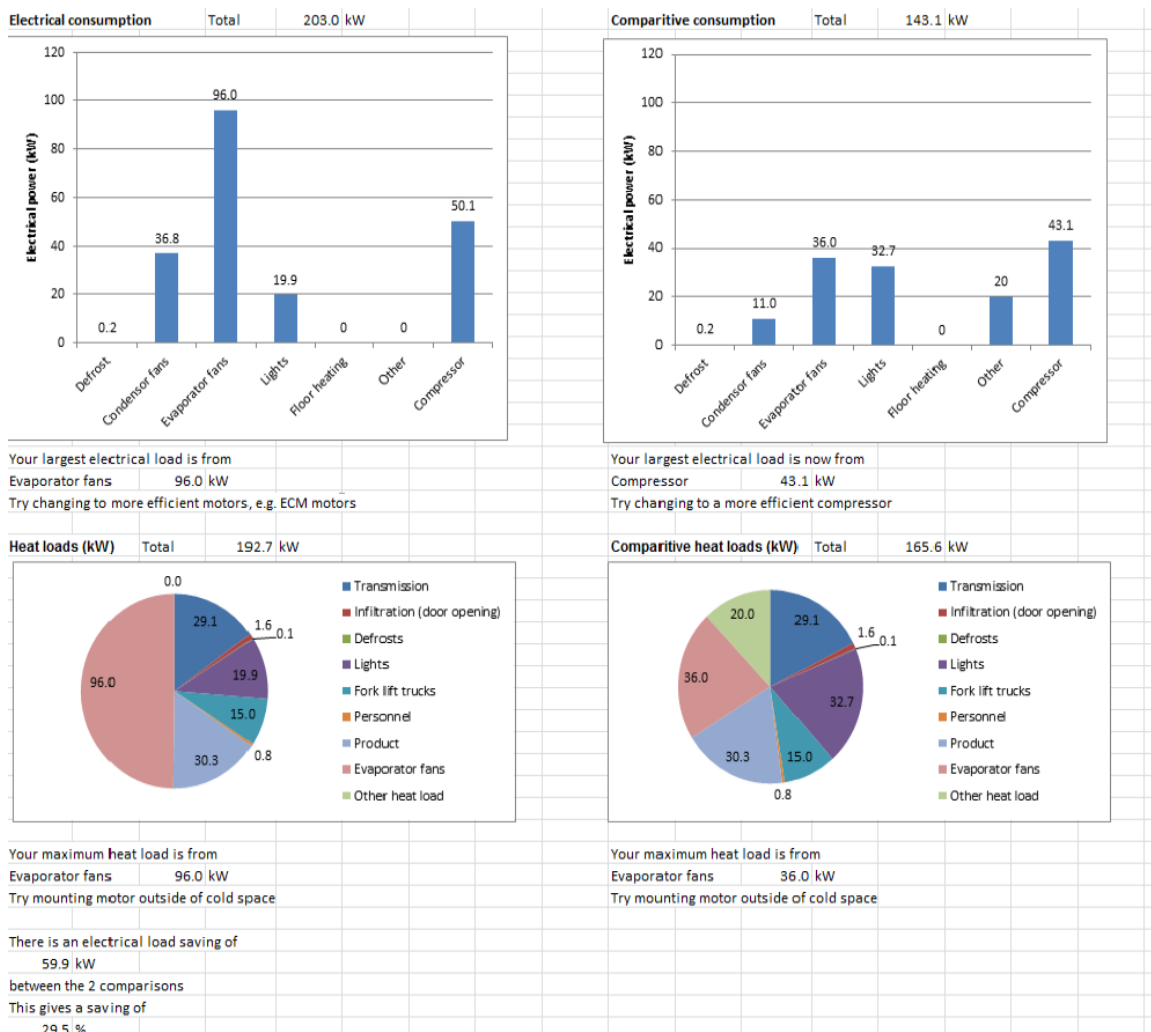 Electrical consumption Total 203.0 kW
120
100
80
60
40
20
0
Electrical power (kW)
0.2
36.8
96.0
19.9
0
0
50.1
Defrost
Condensor fans
Evaporator fans
Lights
Floor heating
Other
Compressor
Your largest electrical load is from
Evaporator fans 96.0 kW
Try changing to more efficient motors, e.g. ECM motors
Comparitive consumption Total 143.1 kW
120
100
80
60
40
20
0
Electrical power (kW)
0.2
11.0
36.0
32.7
0
20
43.1
Defrost
Condensor fans
Evaporator fans
Lights
Floor heating
Other
Compressor
Your largest electrical load is now from
Compressor 43.1 kW
Try changing to a more efficient compressor
Heat loads (kW) Total 192.7 kW
0.0
29.1
1.6
0.1
19.9
15.0
0.8
30.3
96.0
Transmission
Infiltration (door opening)
Defrosts
Lights
Fork lift trucks
Personnel
Product
Evaporator fans
Other heat load
Your maximum heat load is from
Evaporator fans 96.0 kW
Try mounting motor outside of cold space
Comparitive heat loads (kW) Total 165.6 kW
20.0
29.1
1.6
0.1
32.7
15.0
0.8
30.3
36.0
Transmission
Infiltration (door opening)
Defrosts
Lights
Fork lift trucks
Personnel
Product
Evaporator fans
Other heat load
Your maximum heat load is from
Evaporator fans 36.0 kW
Try mounting motor outside of cold space
There is an electrical load saving of
59.9 kW
between the 2 comparisons
This gives a saving of
29.5 %